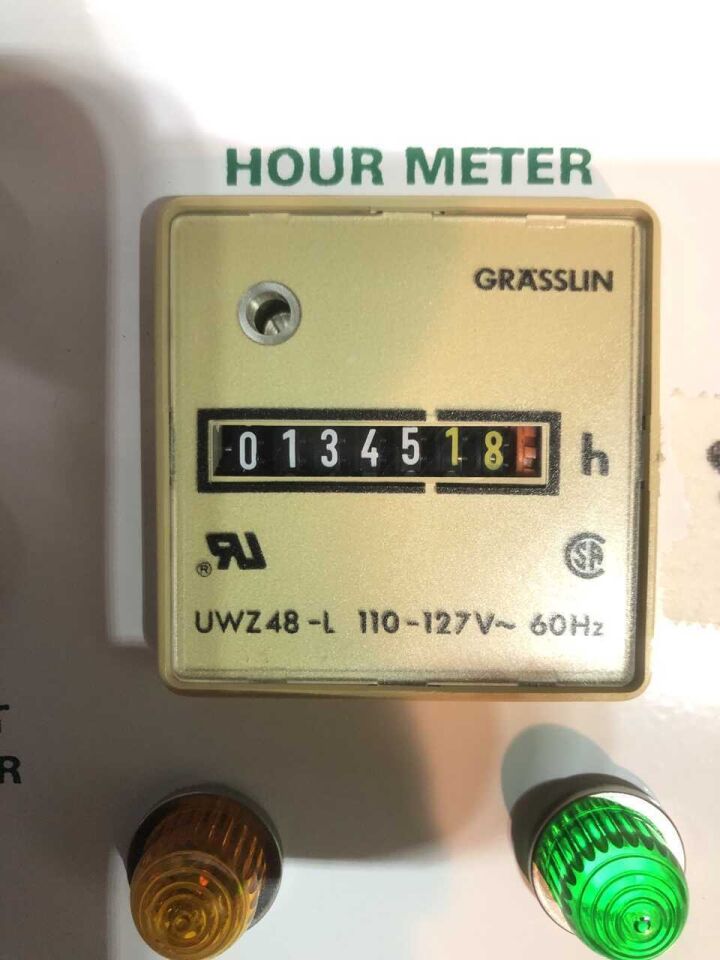 HOUR METER
GRÄSSLIN
0134518 h
UWZ48-L 110-127V~ 60Hz
R